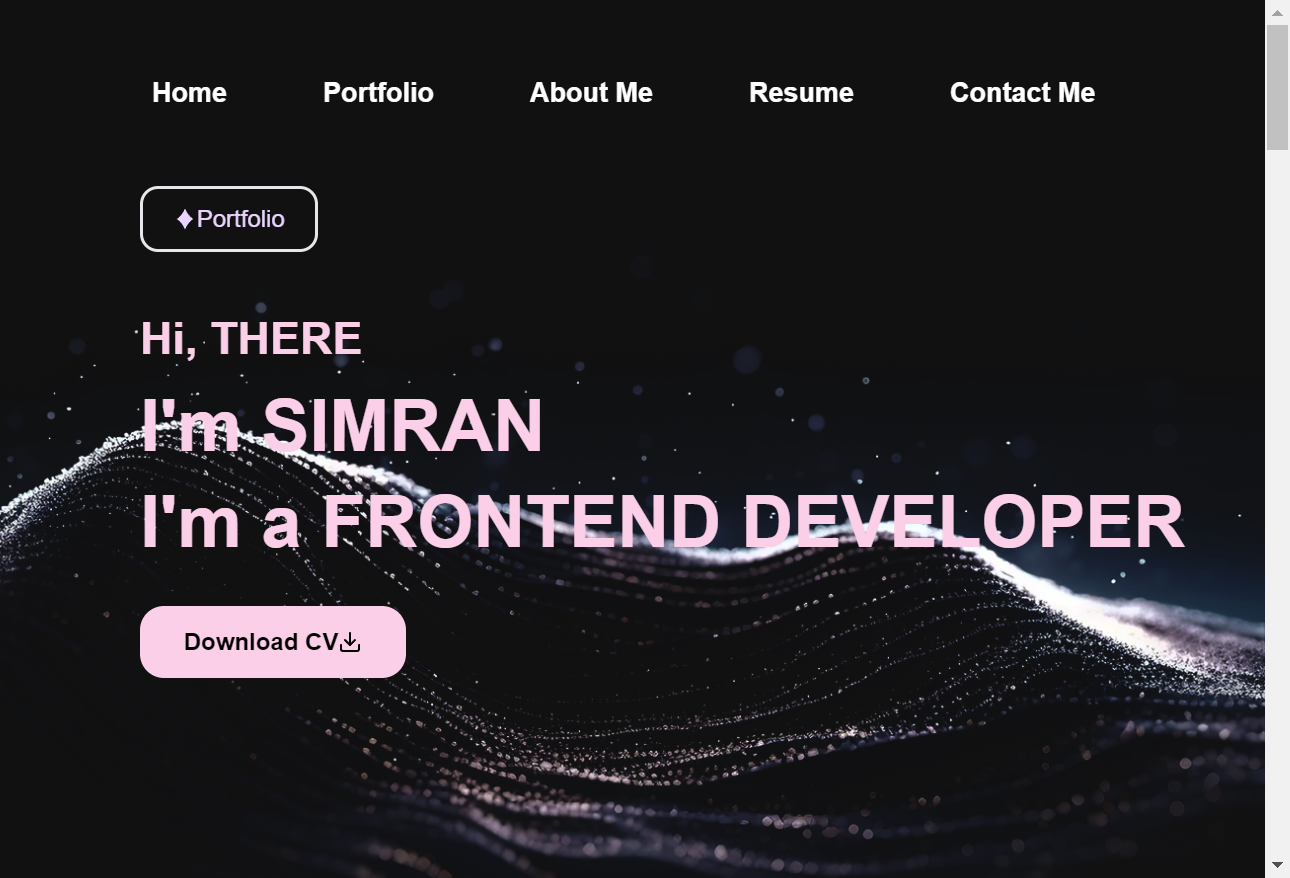 Home Portfolio About Me Resume Contact Me
Portfolio
Hi, THERE
I'm SIMRAN
I'm a FRONTEND DEVELOPER
Download CV